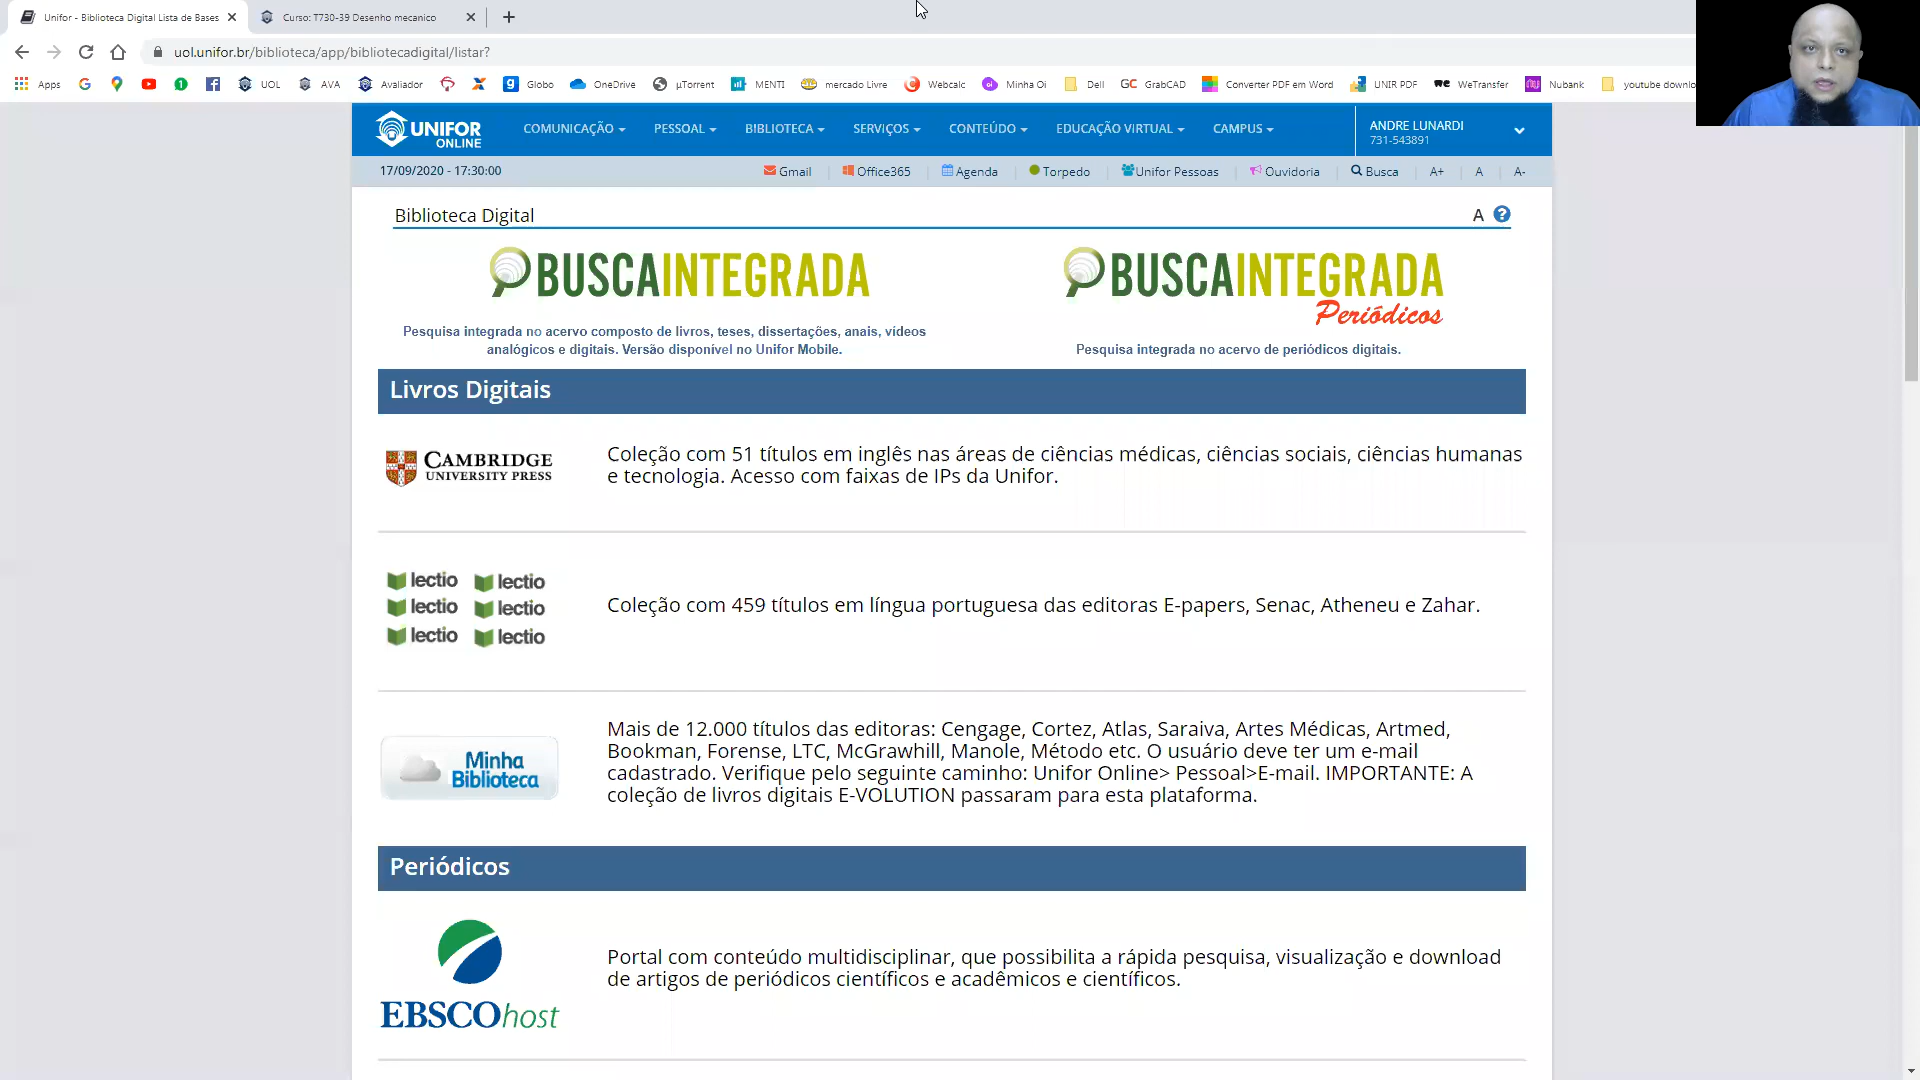 Unifor - Biblioteca Digital Lista de Bases
Curso: T730-39 Desenho mecanico
uol.unifor.br/biblioteca/app/bibliotecadigital/listar?
Apps
UOL
AVA
Avaliador
Globo
OneDrive
µTorrent
MENTI
mercado Livre
Webcalc
Minha Oi
Dell
GrabCAD
Converter PDF em Word
UNIR PDF
WeTransfer
Nubank
youtube downlo
UNIFOR
ONLINE
COMUNICAÇÃO
PESSOAL
BIBLIOTECA
SERVIÇOS
CONTEÚDO
EDUCAÇÃO VIRTUAL
CAMPUS
ANDRE LUNARDI
731-543891
17/09/2020 - 17:30:00
Gmail
Office365
Agenda
Torpedo
Unifor Pessoas
Ouvidoria
Busca
A+
A
A-
Biblioteca Digital
A ?
BUSCAINTEGRADA
Pesquisa integrada no acervo composto de livros, teses, dissertações, anais, vídeos
analógicos e digitais. Versão disponível no Unifor Mobile.
BUSCAINTEGRADA
Periódicos
Pesquisa integrada no acervo de periódicos digitais.
Livros Digitais
CAMBRIDGE
UNIVERSITY PRESS
Coleção com 51 títulos em inglês nas áreas de ciências médicas, ciências sociais, ciências humanas
e tecnologia. Acesso com faixas de IPs da Unifor.
lectio lectio
lectio lectio
lectio lectio
Coleção com 459 títulos em língua portuguesa das editoras E-papers, Senac, Atheneu e Zahar.
Minha
Biblioteca
Mais de 12.000 títulos das editoras: Cengage, Cortez, Atlas, Saraiva, Artes Médicas, Artmed,
Bookman, Forense, LTC, McGrawhill, Manole, Método etc. O usuário deve ter um e-mail
cadastrado. Verifique pelo seguinte caminho: Unifor Online> Pessoal>E-mail. IMPORTANTE: A
coleção de livros digitais E-VOLUTION passaram para esta plataforma.
Periódicos
EBSCOhost
Portal com conteúdo multidisciplinar, que possibilita a rápida pesquisa, visualização e download
de artigos de periódicos científicos e acadêmicos e científicos.